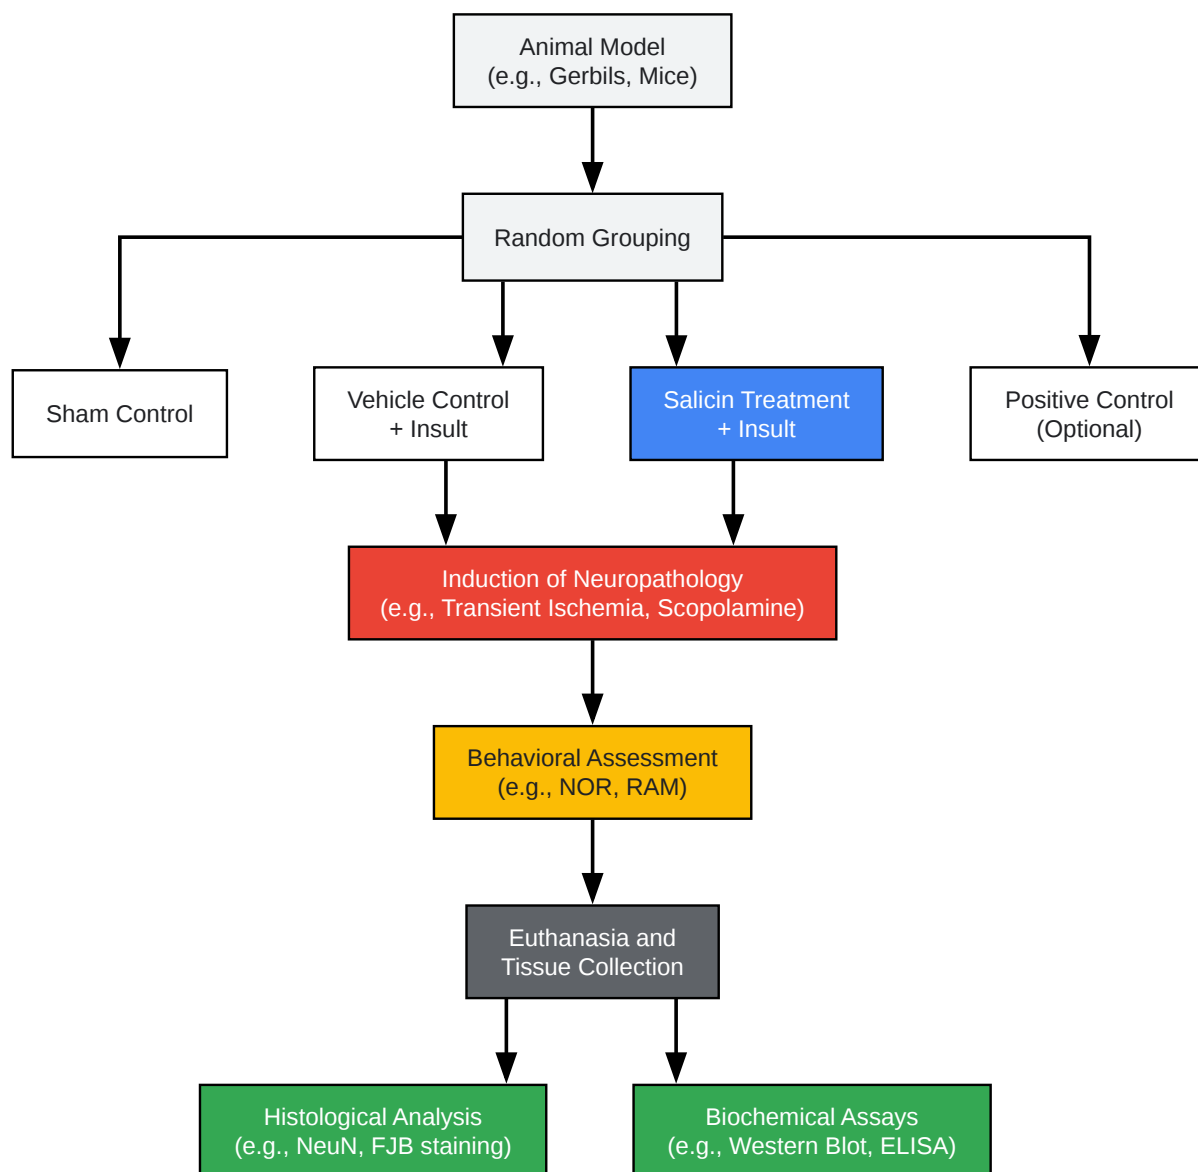 Animal Model
(e.g., Gerbils, Mice)
Random Grouping
Sham Control
Vehicle Control
+ Insult
Salicin Treatment
+ Insult
Positive Control
(Optional)
Induction of Neuropathology
(e.g., Transient Ischemia, Scopolamine)
Behavioral Assessment
(e.g., NOR, RAM)
Euthanasia and
Tissue Collection
Histological Analysis
(e.g., NeuN, FJB staining)
Biochemical Assays
(e.g., Western Blot, ELISA)